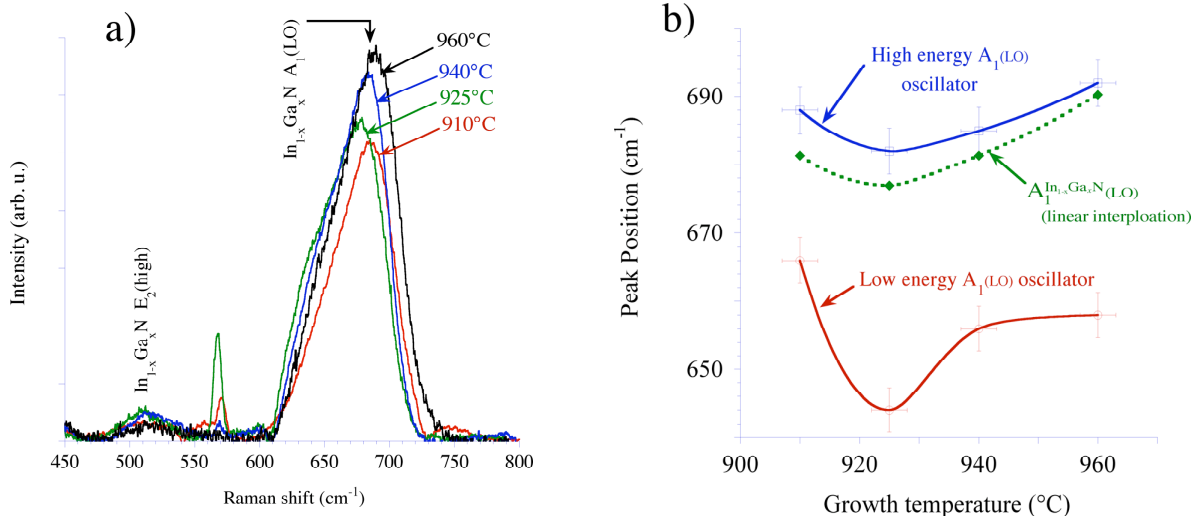 a)
In₁₋ₓGaₓN A₁(LO)
960°C
940°C
925°C
910°C
In₁₋ₓGaₓN E₂(high)
Intensity (arb. u.)
450 500 550 600 650 700 750 800
Raman shift (cm⁻¹)
b)
High energy A₁(LO)
oscillator
A₁^In₁₋ₓGaₓN(LO)
(linear interploation)
Low energy A₁(LO) oscillator
Peak Position (cm⁻¹)
690
670
650
900 920 940 960
Growth temperature (°C)